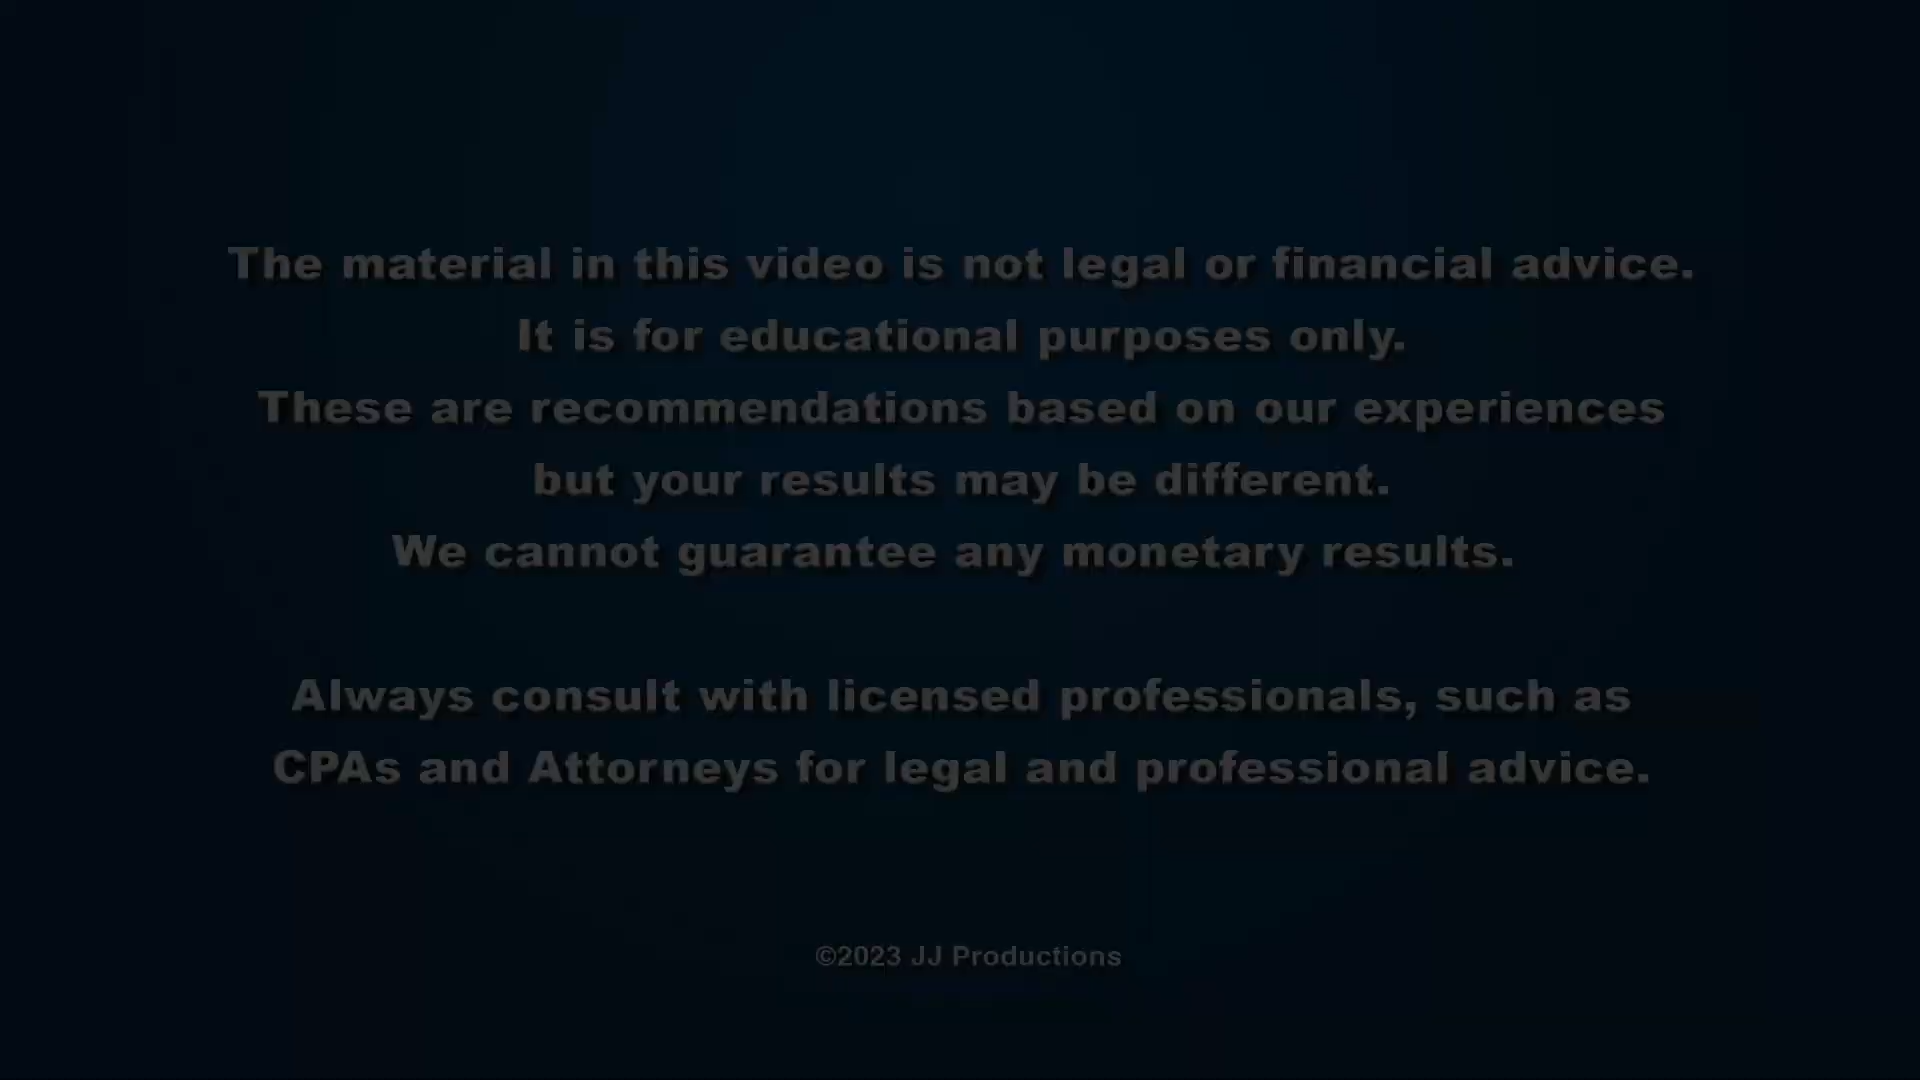 The material in this video is not legal or financial advice.
It is for educational purposes only.
These are recommendations based on our experiences
but your results may be different.
We cannot guarantee any monetary results.
Always consult with licensed professionals, such as
CPAs and Attorneys for legal and professional advice.
©2023 JJ Productions